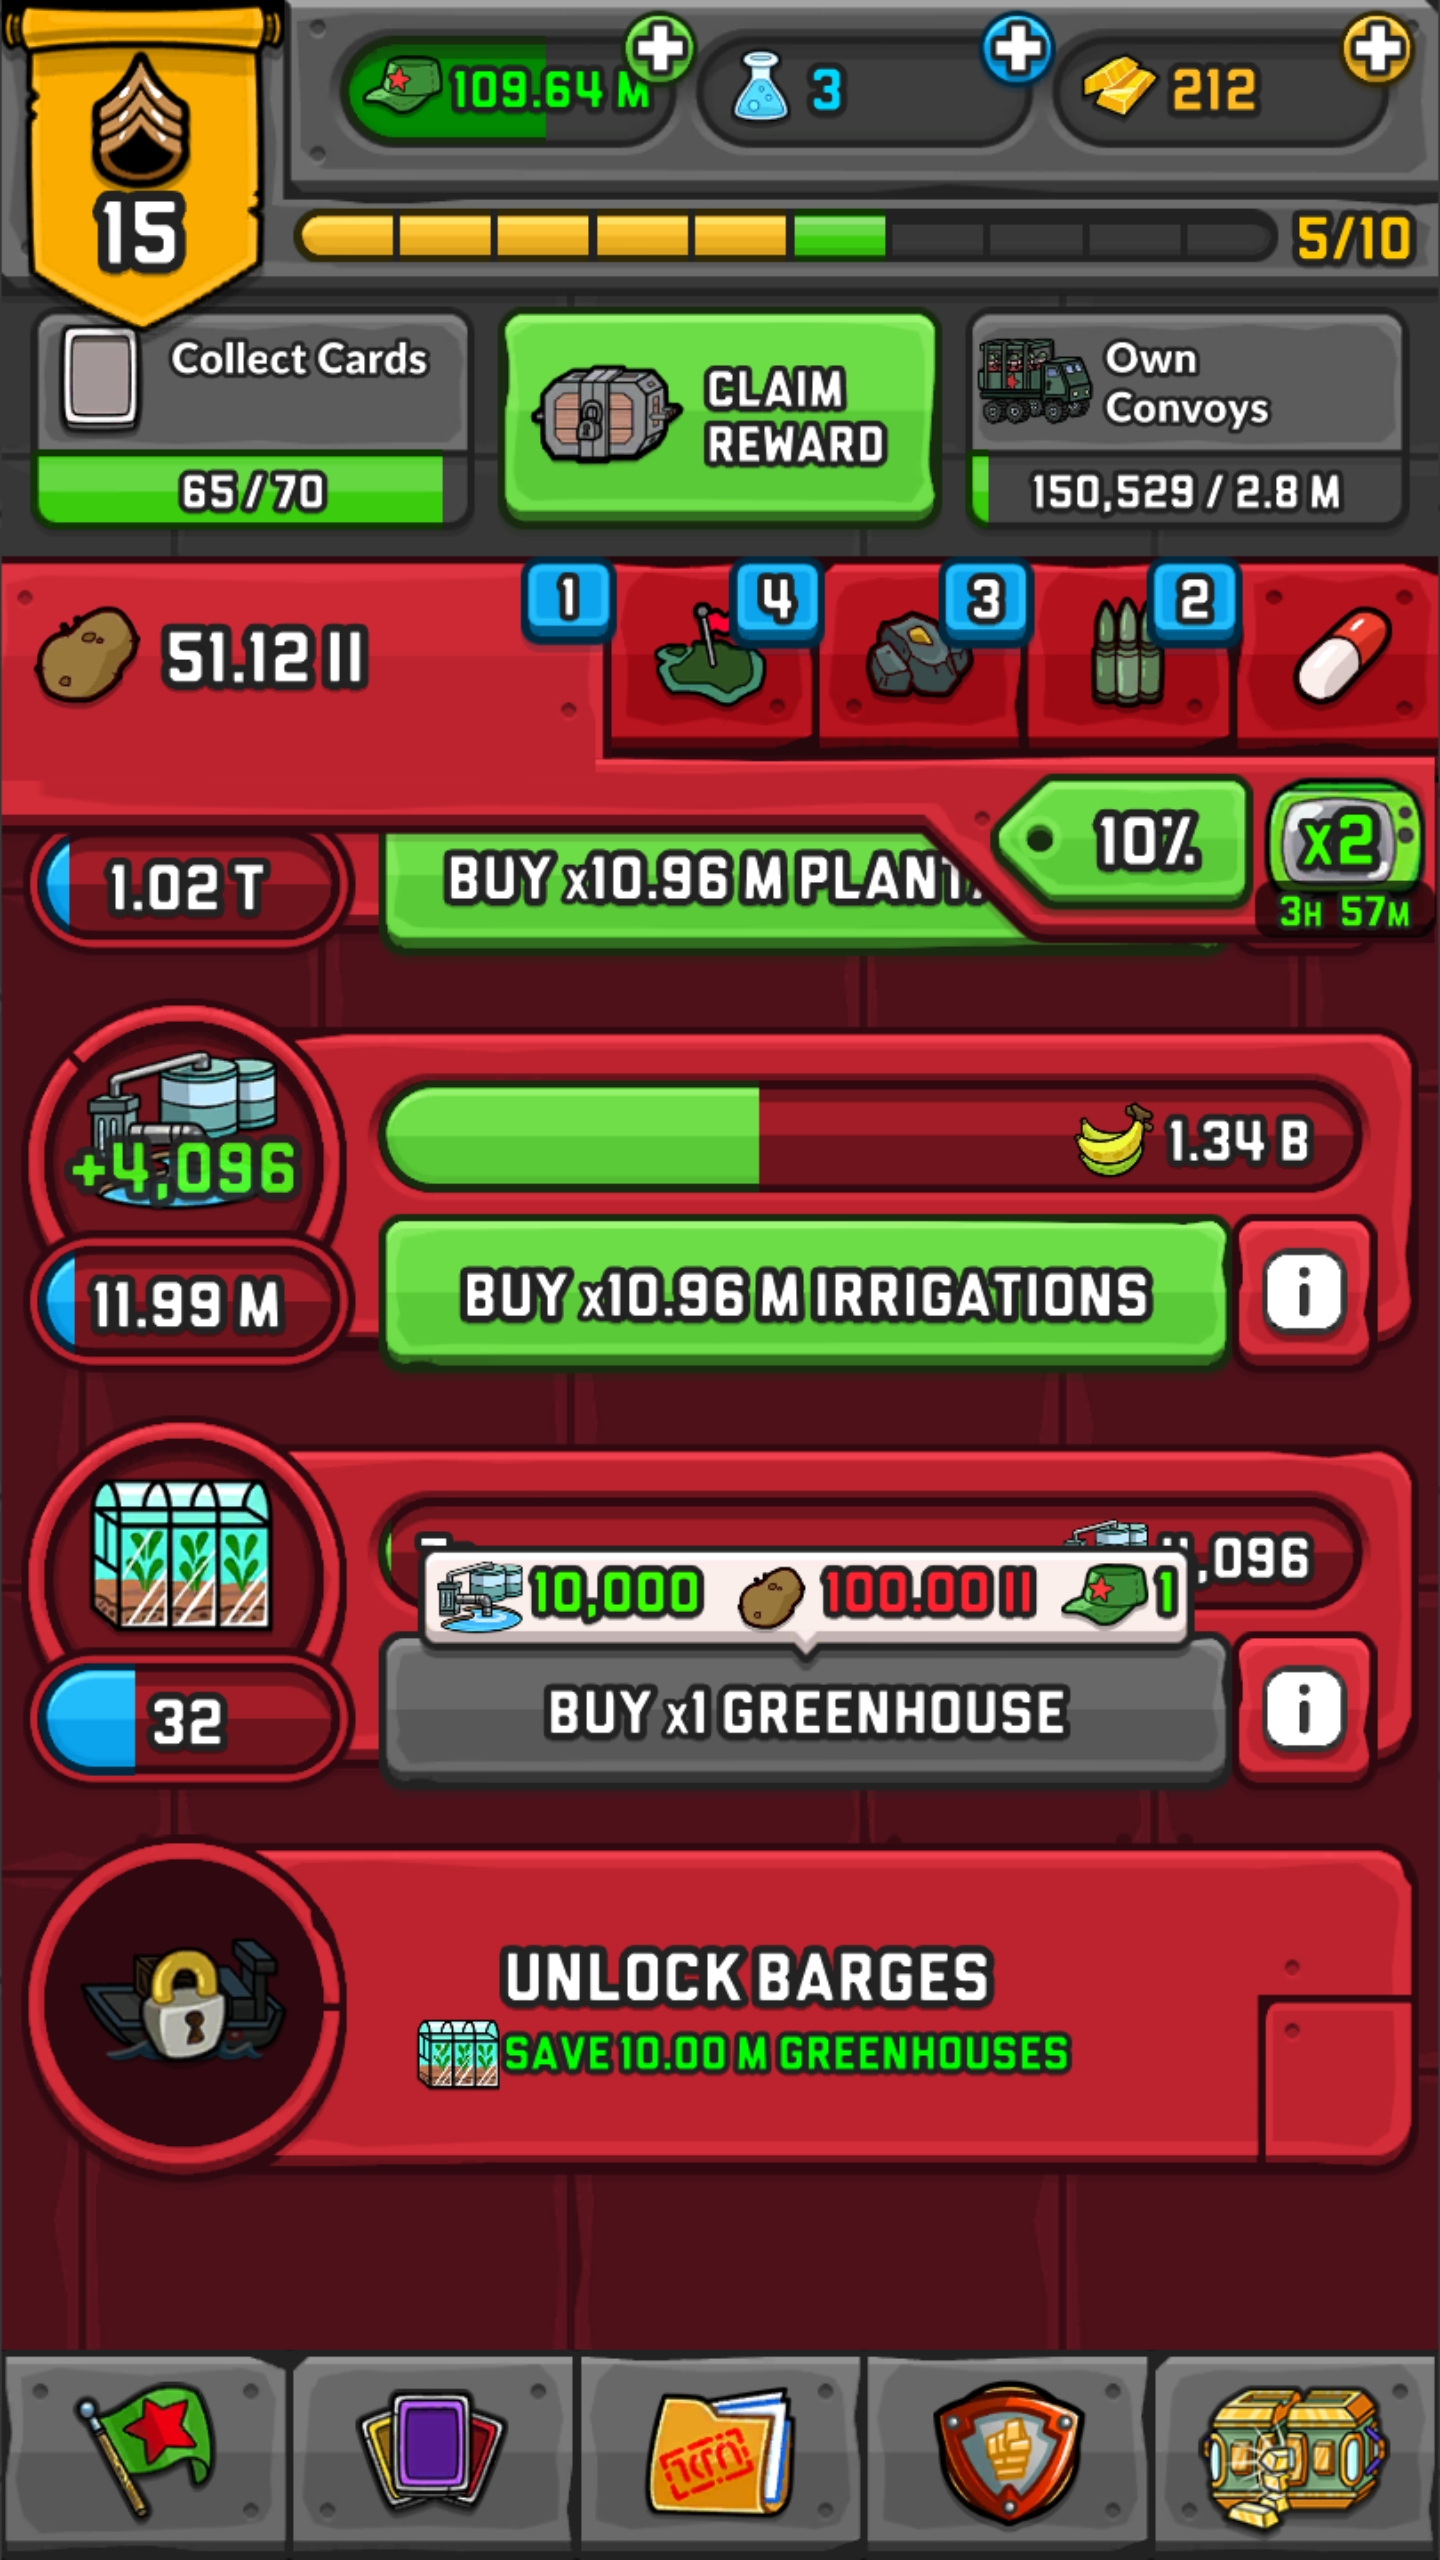 109.64 M
3
212
15
5/10
Collect Cards
65/70
CLAIM
REWARD
Own
Convoys
150,529 / 2.8 M
51.12 II
1
4
3
2
10%
x2
3H 57M
1.02 T
BUY x10.96 M PLANT
+4,096
1.34 B
11.99 M
BUY x10.96 M IRRIGATIONS
i
,096
10,000
100.00 II
1
32
BUY x1 GREENHOUSE
i
UNLOCK BARGES
SAVE 10.00 M GREENHOUSES